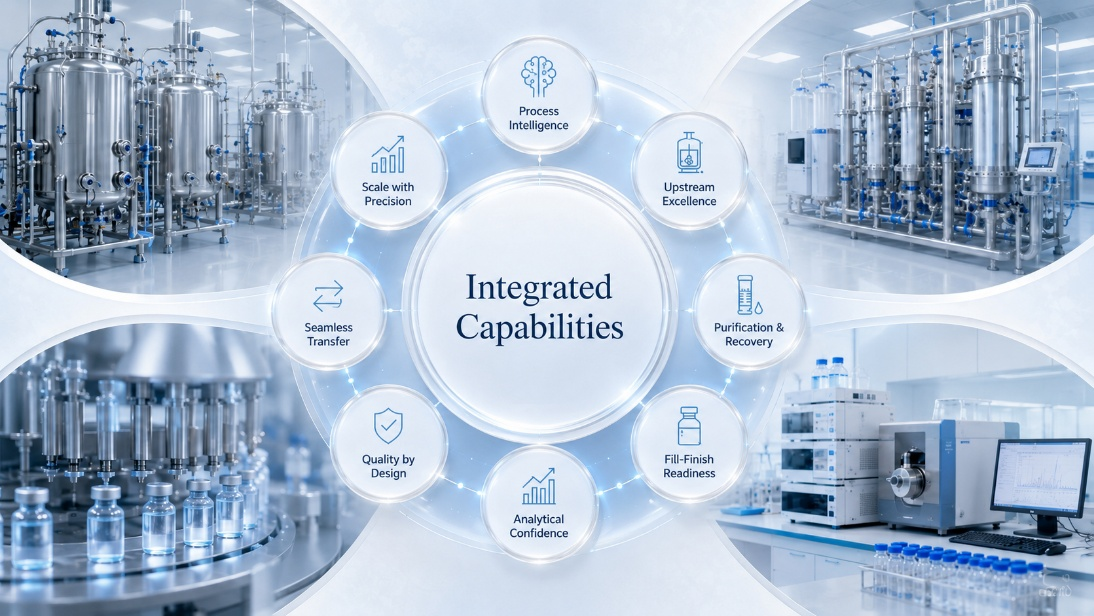 Process
Intelligence
Upstream
Excellence
Purification &
Recovery
Fill-Finish
Readiness
Analytical
Confidence
Quality by
Design
Seamless
Transfer
Scale with
Precision
Integrated
Capabilities